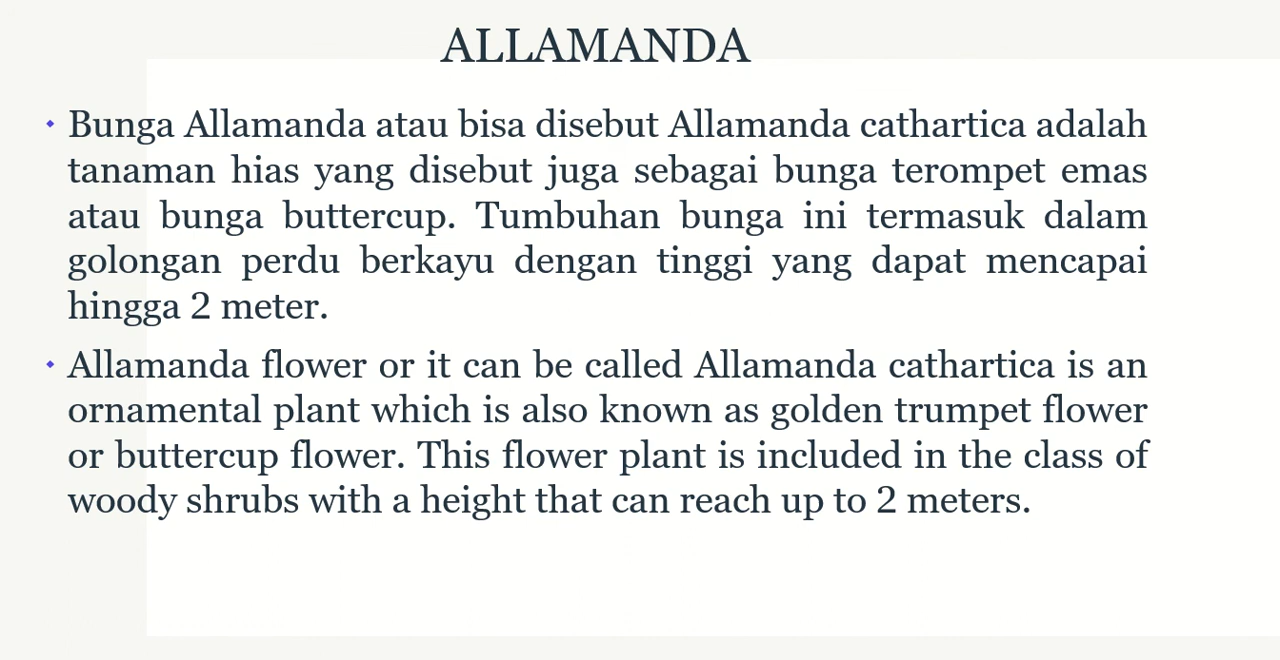 ALLAMANDA
Bunga Allamanda atau bisa disebut Allamanda cathartica adalah
tanaman hias yang disebut juga sebagai bunga terompet emas
atau bunga buttercup. Tumbuhan bunga ini termasuk dalam
golongan perdu berkayu dengan tinggi yang dapat mencapai
hingga 2 meter.
Allamanda flower or it can be called Allamanda cathartica is an
ornamental plant which is also known as golden trumpet flower
or buttercup flower. This flower plant is included in the class of
woody shrubs with a height that can reach up to 2 meters.